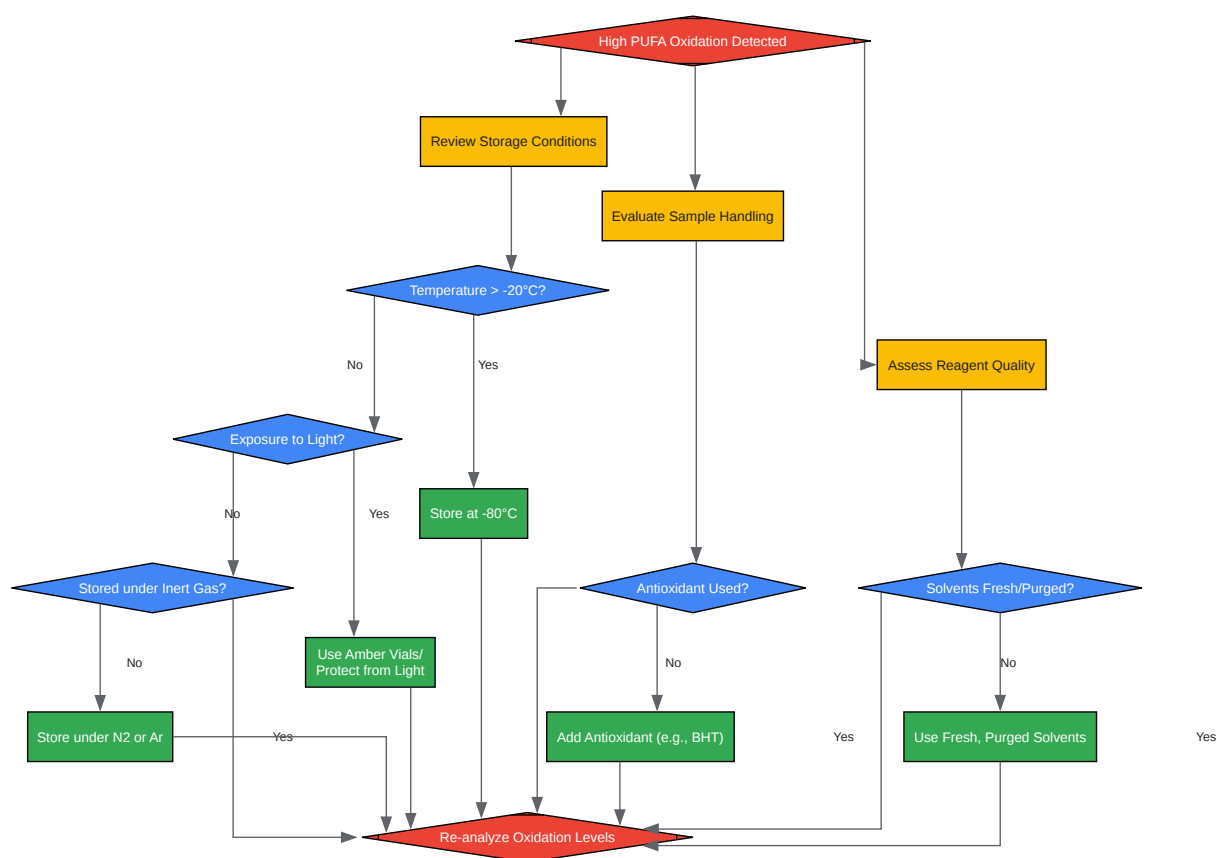 High PUFA Oxidation Detected
Review Storage Conditions
Evaluate Sample Handling
Temperature > -20°C?
No
Yes
Assess Reagent Quality
Exposure to Light?
No
Yes
Store at -80°C
Stored under Inert Gas?
Antioxidant Used?
Solvents Fresh/Purged?
No
Use Amber Vials/
Protect from Light
No
No
Store under N2 or Ar
Yes
Add Antioxidant (e.g., BHT)
Yes
Use Fresh, Purged Solvents
Yes
Re-analyze Oxidation Levels